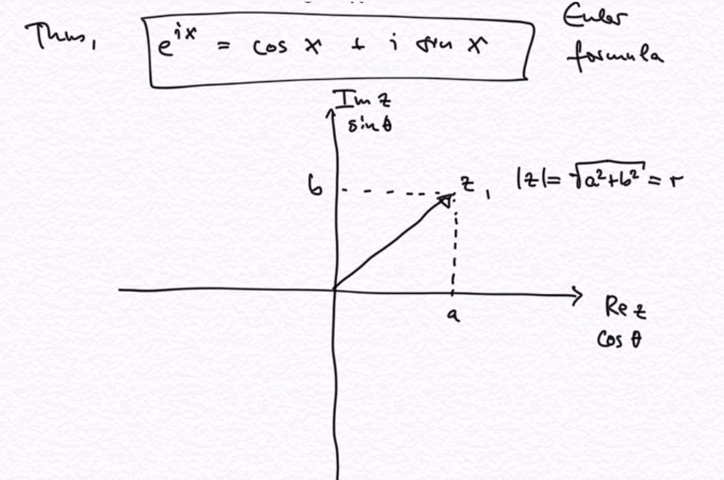 Thus, e^{ix} = cos x + i sin x Euler
formula
Im z
sin θ
b z, |z| = √a²+b² = r
a
Re z
cos θ